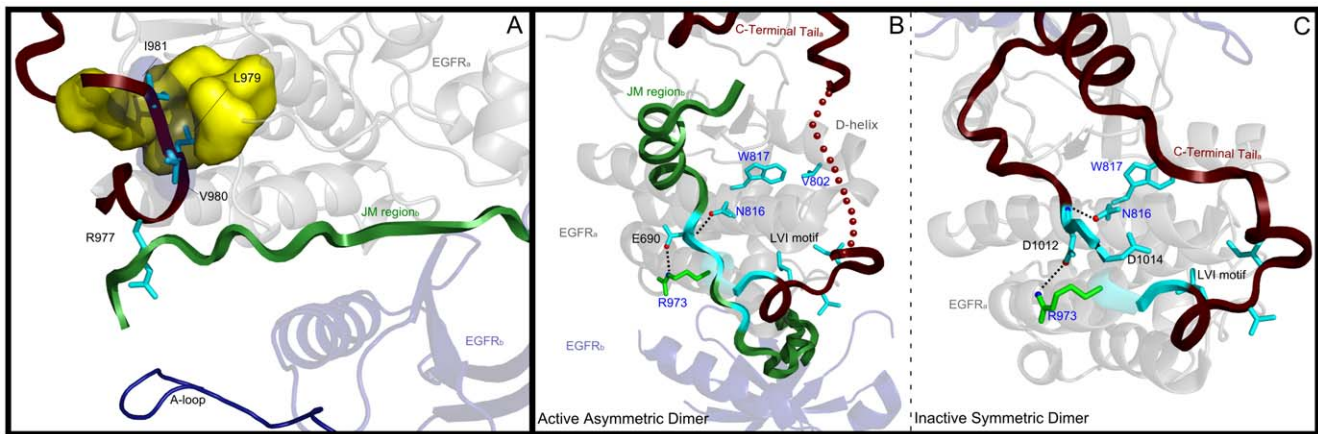 A
I981
EGFRa
L979
V980
R977
JM regionb
EGFRb
A-loop
B
C-Terminal Taila
JM regionb
D-helix
W817
V802
N816
EGFRa
E690
LVI motif
R973
EGFRb
Active Asymmetric Dimer
C
W817
C-Terminal Taila
N816
D1012
D1014
LVI motif
EGFRa
R973
Inactive Symmetric Dimer